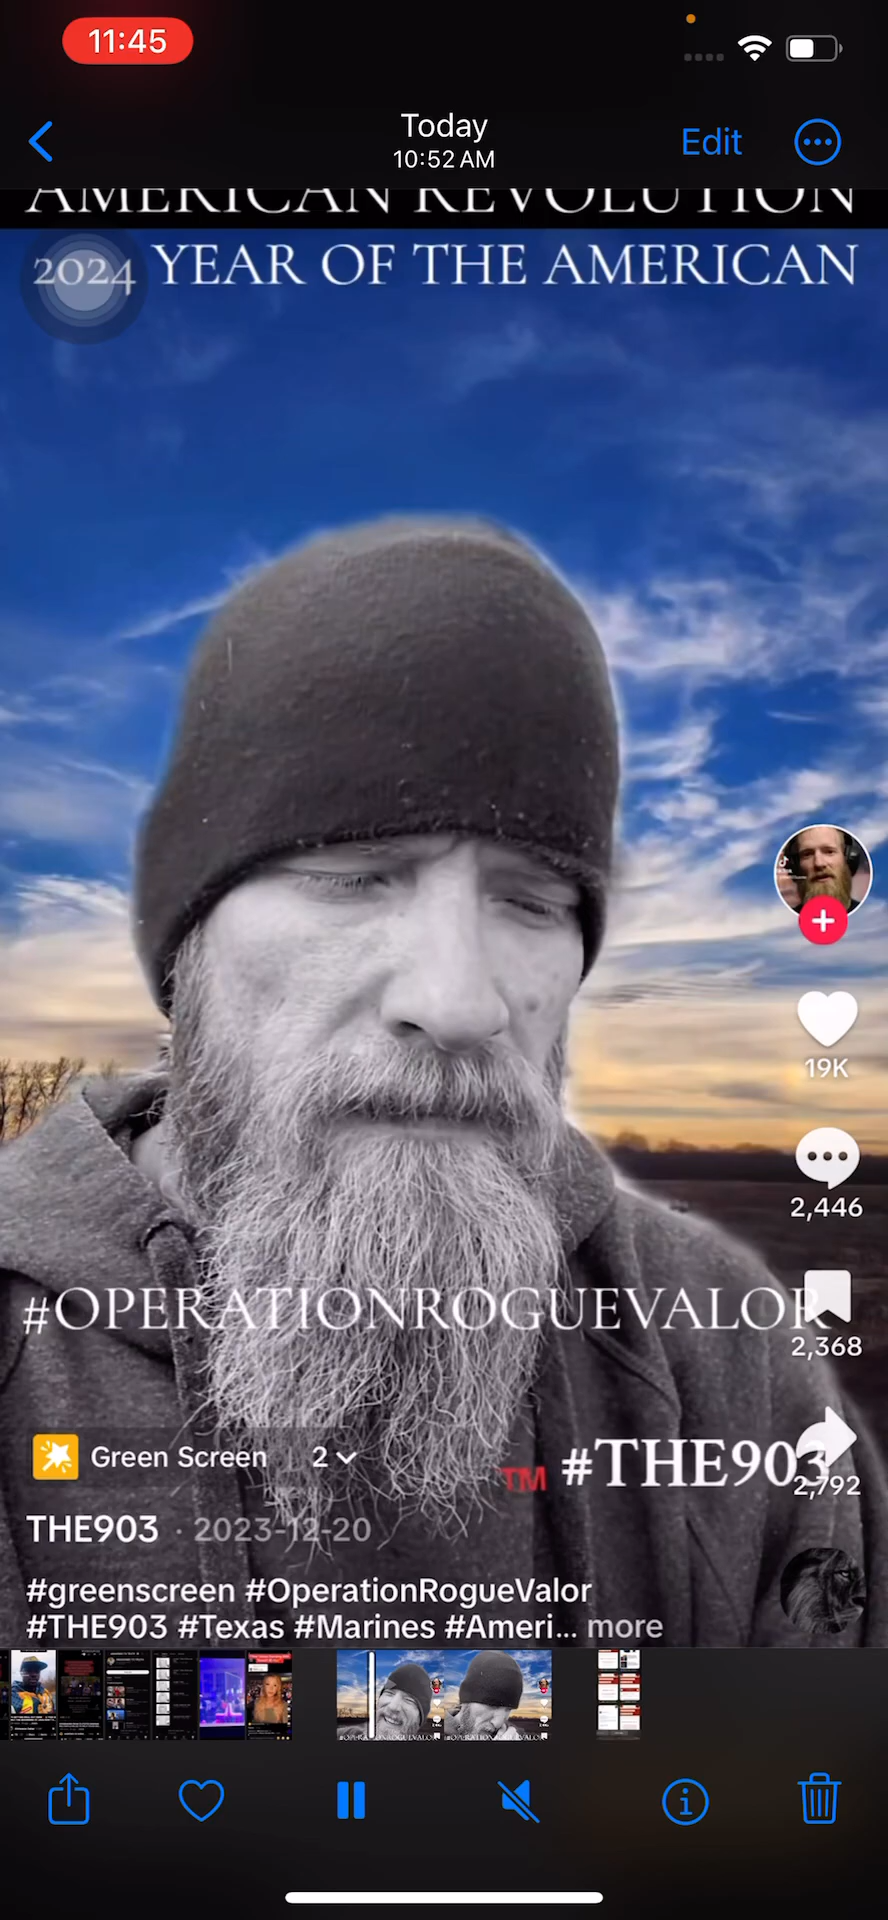 11:45
Today
10:52 AM
Edit
AMERICAN REVOLUTION
2024 YEAR OF THE AMERICAN
19K
2,446
#OPERATIONROGUEVALOR
2,368
Green Screen
2
TM #THE903
2,792
THE903 · 2023-12-20
#greenscreen #OperationRogueValor
#THE903 #Texas #Marines #Ameri... more